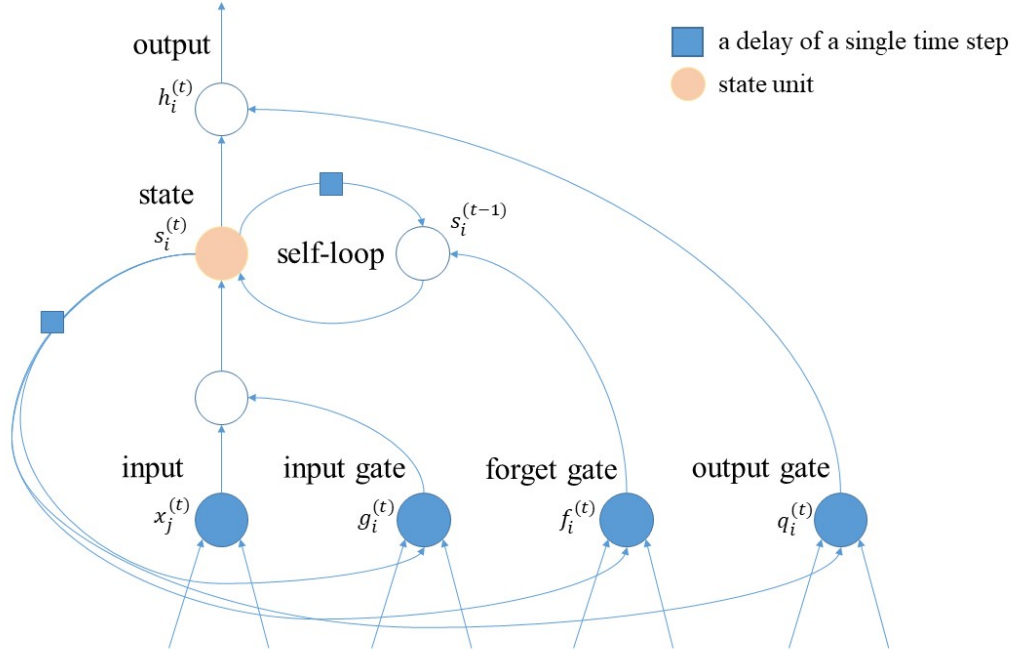 output
a delay of a single time step
h_i^(t)
state unit
state
s_i^(t)
s_i^(t−1)
self-loop
input
input gate
forget gate
output gate
x_j^(t)
g_i^(t)
f_i^(t)
q_i^(t)